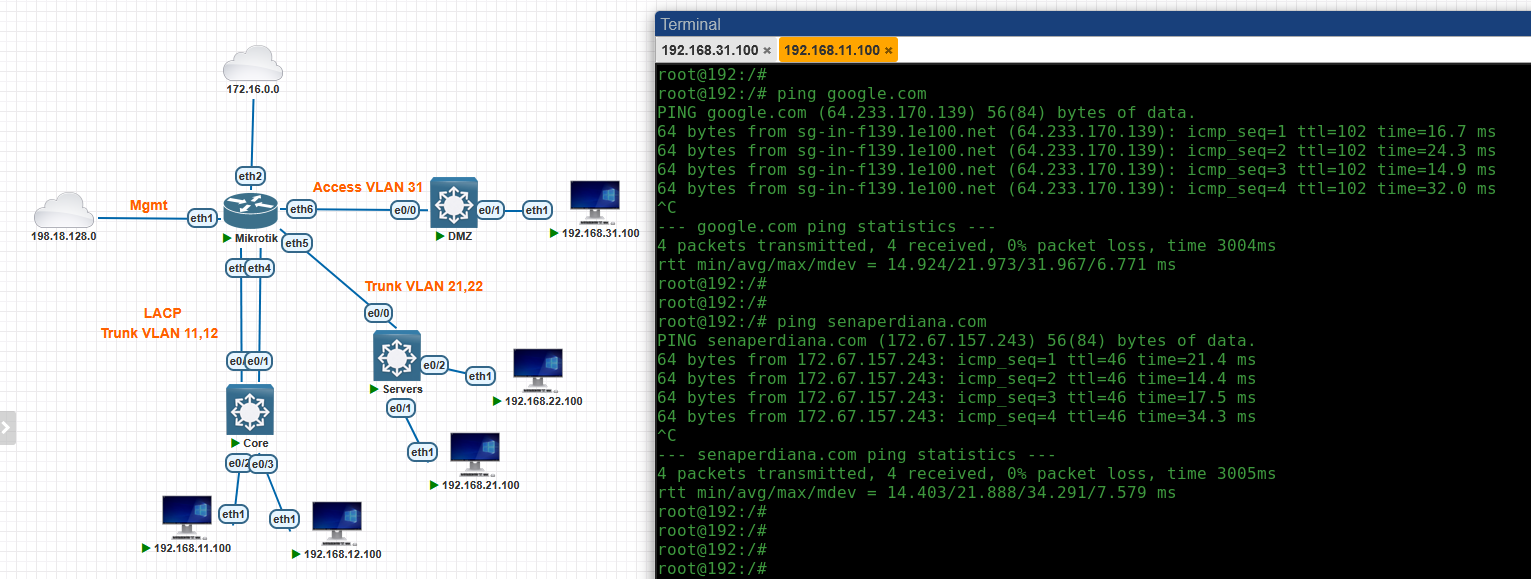 172.16.0.0
eth2
Mgmt
198.18.128.0
eth1
Mikrotik
eth6
eth5
Access VLAN 31
e0/0
DMZ
e0/1
eth1
192.168.31.100
eth4
LACP
Trunk VLAN 11,12
Trunk VLAN 21,22
e0/0
Servers
e0/2
eth1
192.168.22.100
e0/1
eth1
192.168.21.100
e0/1
Core
e0/2
e0/3
eth1
192.168.11.100
eth1
192.168.12.100
Terminal
192.168.31.100 ×
192.168.11.100 ×
root@192:/#
root@192:/# ping google.com
PING google.com (64.233.170.139) 56(84) bytes of data.
64 bytes from sg-in-f139.1e100.net (64.233.170.139): icmp_seq=1 ttl=102 time=16.7 ms
64 bytes from sg-in-f139.1e100.net (64.233.170.139): icmp_seq=2 ttl=102 time=24.3 ms
64 bytes from sg-in-f139.1e100.net (64.233.170.139): icmp_seq=3 ttl=102 time=14.9 ms
64 bytes from sg-in-f139.1e100.net (64.233.170.139): icmp_seq=4 ttl=102 time=32.0 ms
^C
--- google.com ping statistics ---
4 packets transmitted, 4 received, 0% packet loss, time 3004ms
rtt min/avg/max/mdev = 14.924/21.973/31.967/6.771 ms
root@192:/#
root@192:/#
root@192:/# ping senaperdiana.com
PING senaperdiana.com (172.67.157.243) 56(84) bytes of data.
64 bytes from 172.67.157.243: icmp_seq=1 ttl=46 time=21.4 ms
64 bytes from 172.67.157.243: icmp_seq=2 ttl=46 time=14.4 ms
64 bytes from 172.67.157.243: icmp_seq=3 ttl=46 time=17.5 ms
64 bytes from 172.67.157.243: icmp_seq=4 ttl=46 time=34.3 ms
^C
--- senaperdiana.com ping statistics ---
4 packets transmitted, 4 received, 0% packet loss, time 3005ms
rtt min/avg/max/mdev = 14.403/21.888/34.291/7.579 ms
root@192:/#
root@192:/#
root@192:/#
root@192:/#